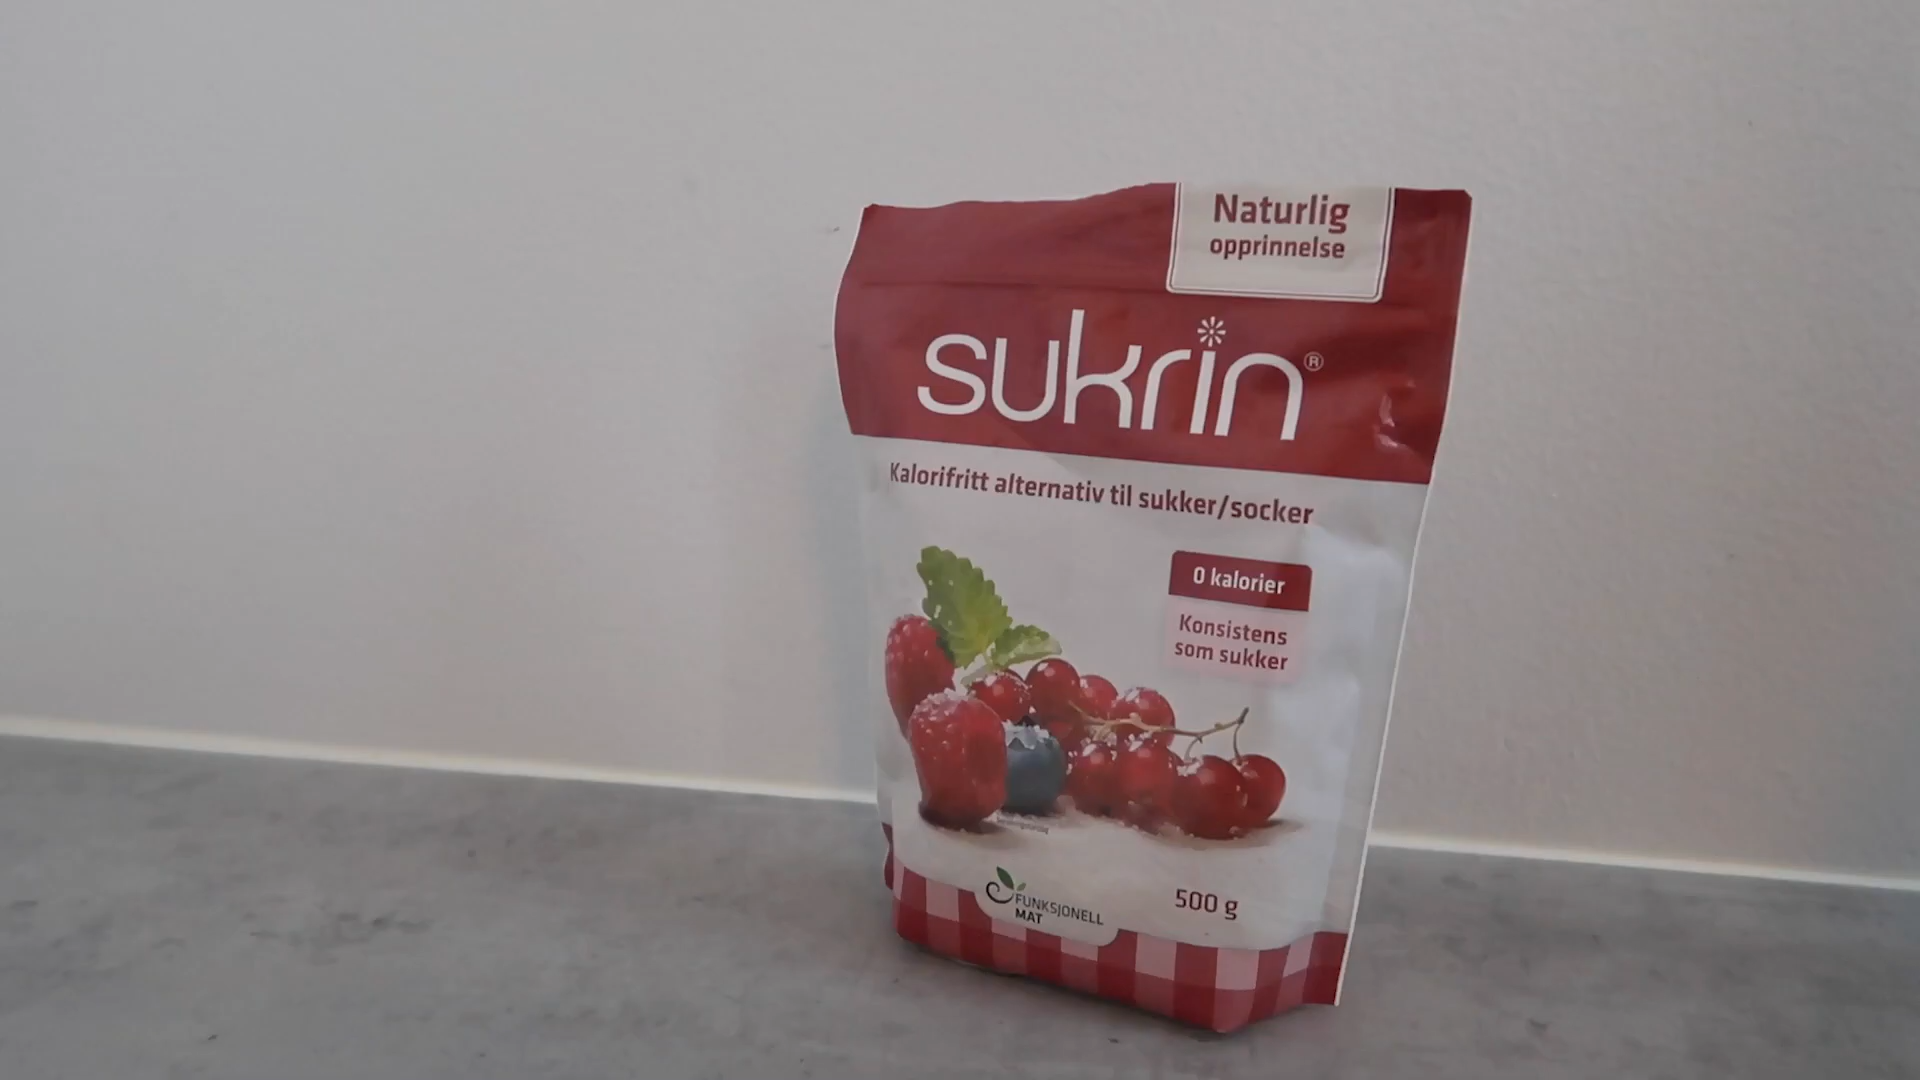 Naturlig
opprinnelse
sukrin®
Kalorifritt alternativ til sukker/socker
0 kalorier
Konsistens
som sukker
FUNKSJONELL
MAT
500 g